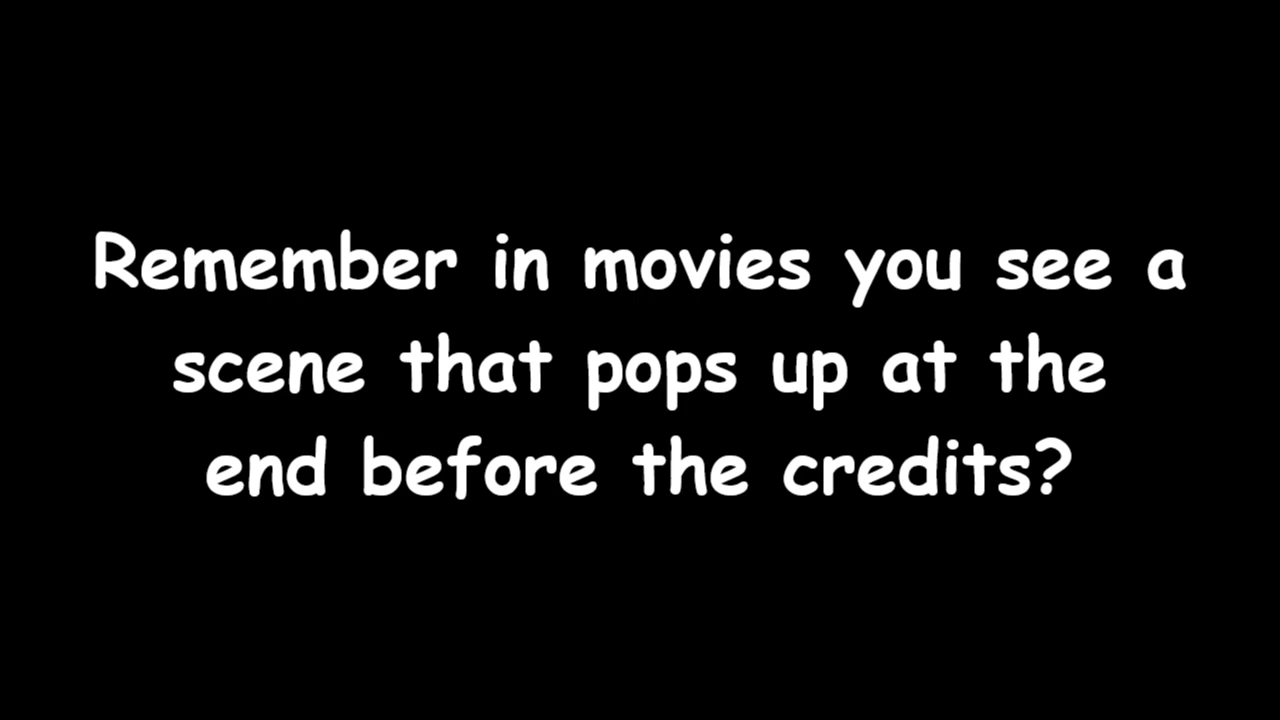 Remember in movies you see a
scene that pops up at the
end before the credits?